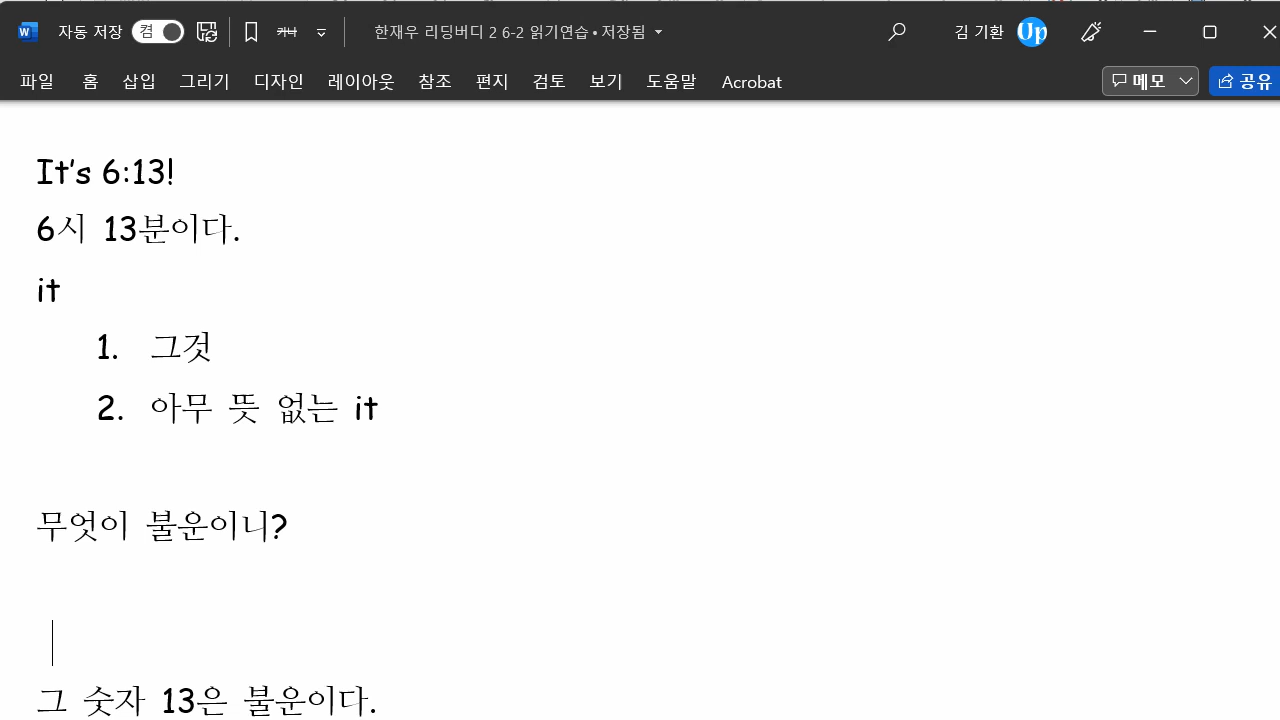 자동 저장 켬 가나 한재우 리딩버디 2 6-2 읽기연습 • 저장됨 김 기환 Up
파일 홈 삽입 그리기 디자인 레이아웃 참조 편지 검토 보기 도움말 Acrobat 메모 공유
It's 6:13!
6시 13분이다.
it
1. 그것
2. 아무 뜻 없는 it
무엇이 불운이니?
그 숫자 13은 불운이다.